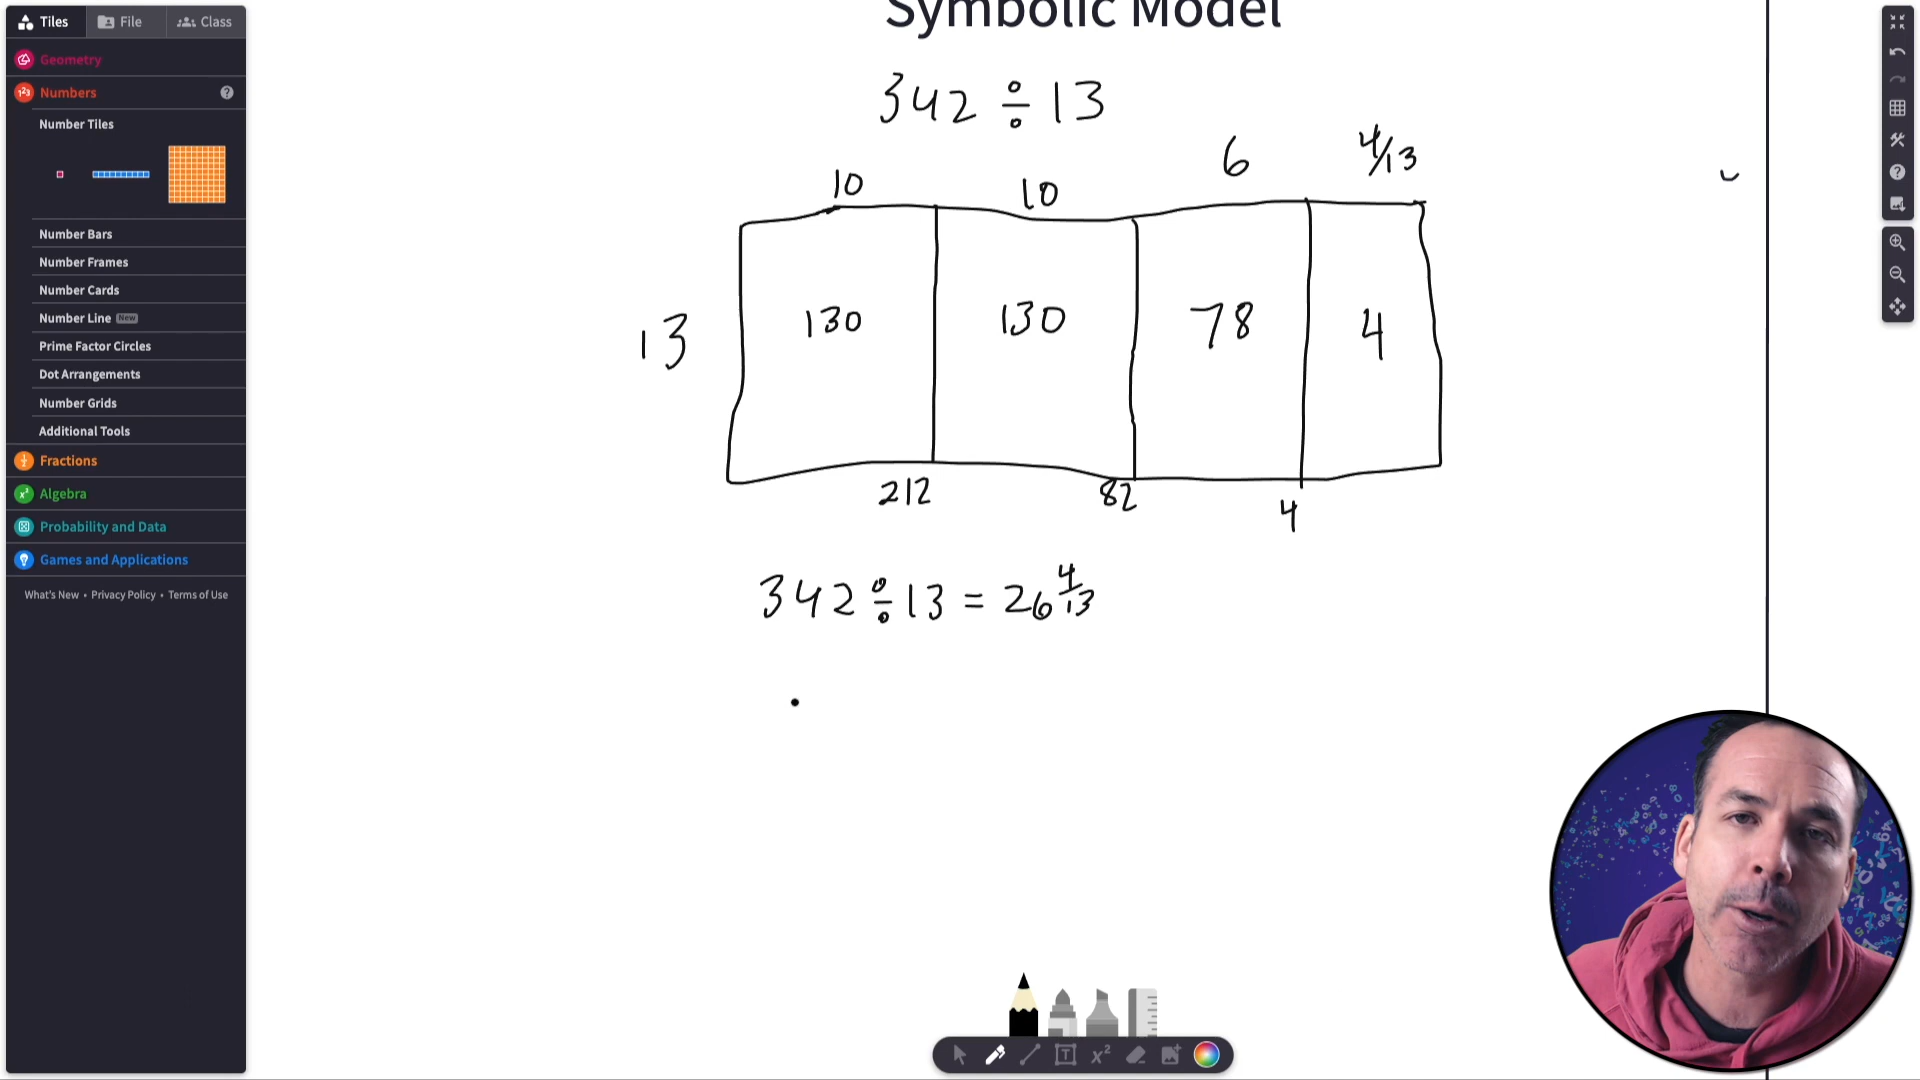 Tiles
File
Class
Geometry
Numbers
?
Number Tiles
Number Bars
Number Frames
Number Cards
Number Line New
Prime Factor Circles
Dot Arrangements
Number Grids
Additional Tools
Fractions
Algebra
Probability and Data
Games and Applications
What's New • Privacy Policy • Terms of Use
Symbolic Model
342 ÷ 13
10 10 6 4/13
13 130 130 78 4
212 82 4
342 ÷ 13 = 26 4/13